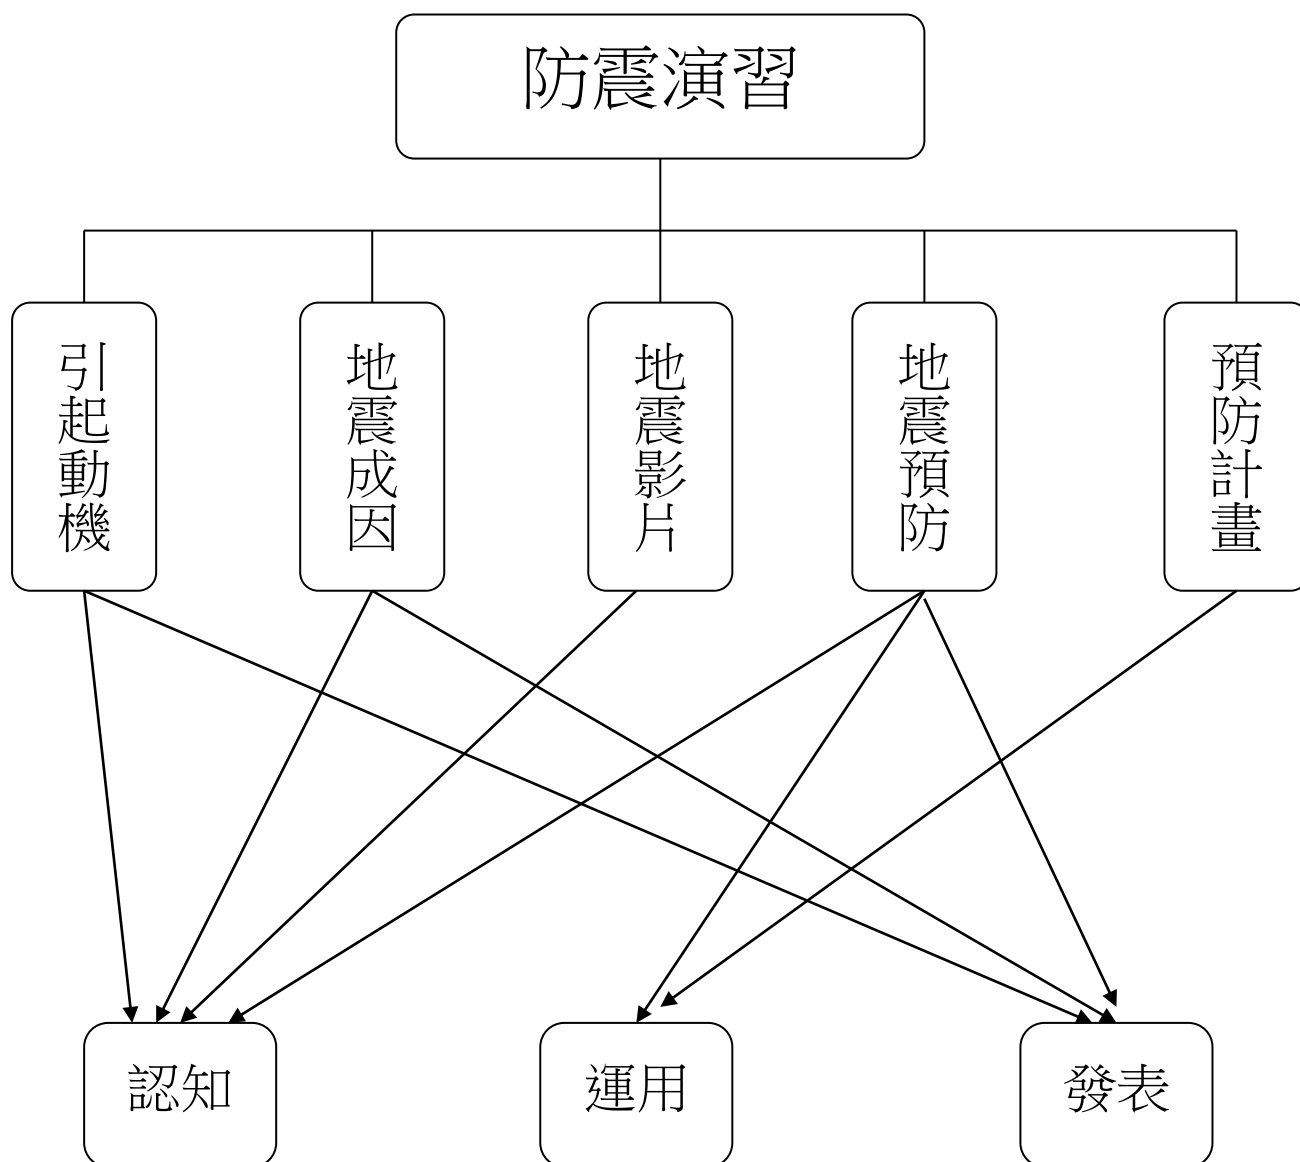 防震演習
引起動機
地震成因
地震影片
地震預防
預防計畫
認知
運用
發表